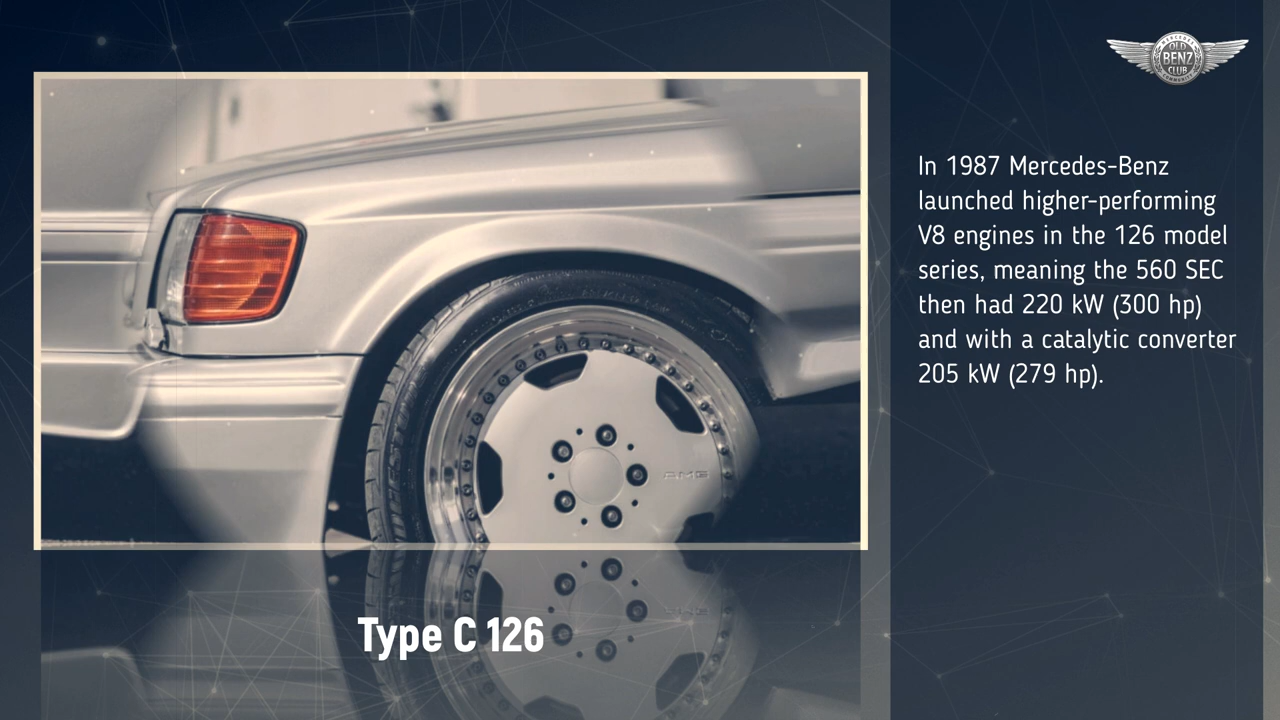 MERCEDES
OLD
BENZ
CLUB
COMMUNITY
In 1987 Mercedes-Benz
launched higher-performing
V8 engines in the 126 model
series, meaning the 560 SEC
then had 220 kW (300 hp)
and with a catalytic converter
205 kW (279 hp).
AMG
Type C 126